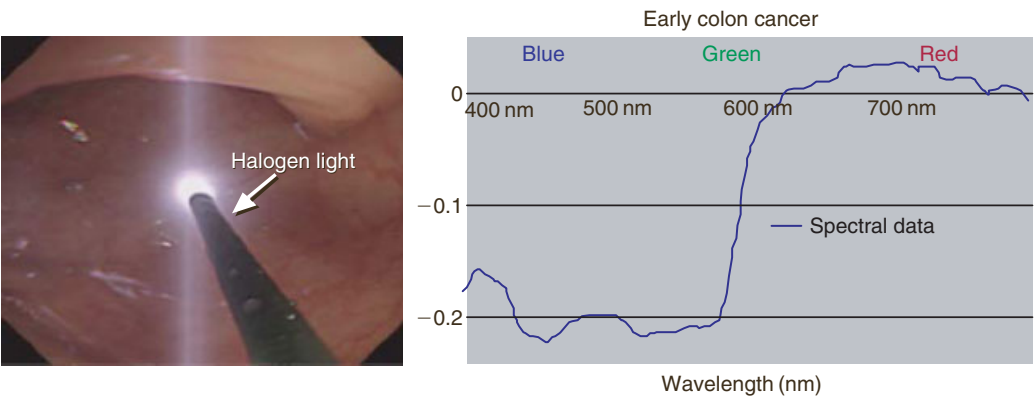 Early colon cancer
Blue Green Red
Halogen light
0
400 nm 500 nm 600 nm 700 nm
−0.1
Spectral data
−0.2
Wavelength (nm)